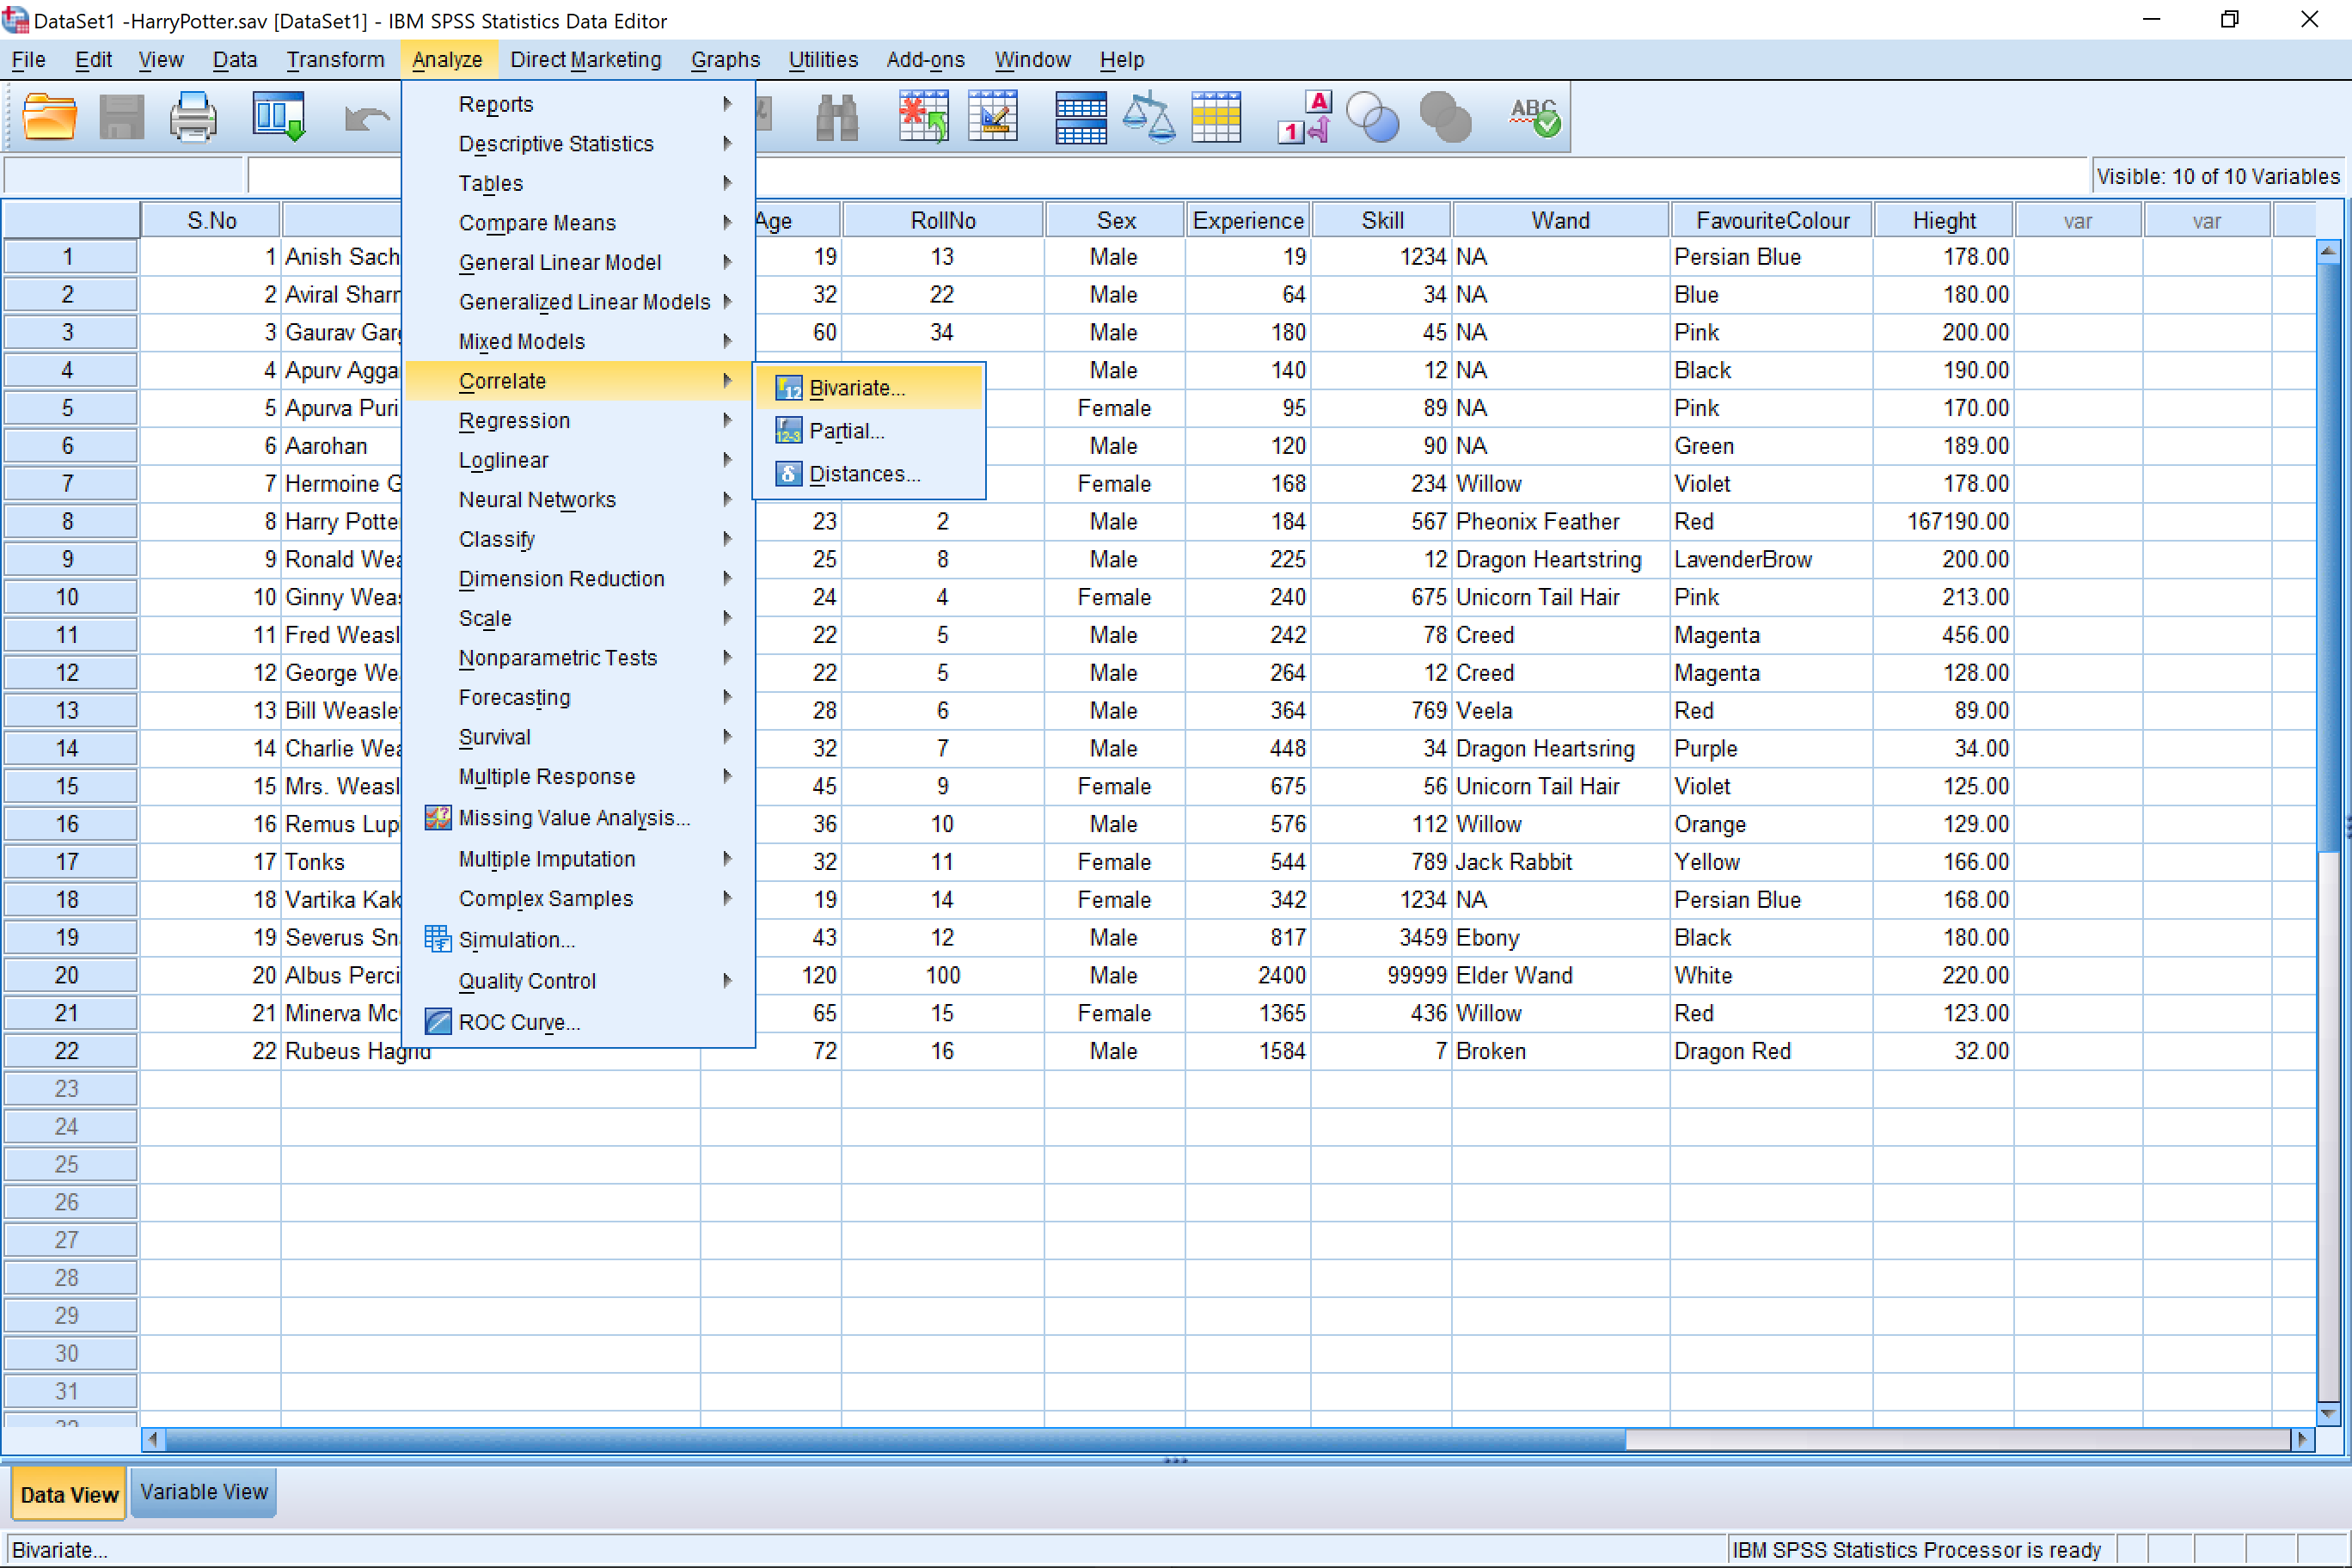 DataSet1 -HarryPotter.sav [DataSet1] - IBM SPSS Statistics Data Editor
File Edit View Data Transform Analyze Direct Marketing Graphs Utilities Add-ons Window Help
A
1
ABC
Visible: 10 of 10 Variables
Reports
Descriptive Statistics
Tables
Compare Means
General Linear Model
Generalized Linear Models
Mixed Models
Correlate
Regression
Loglinear
Neural Networks
Classify
Dimension Reduction
Scale
Nonparametric Tests
Forecasting
Survival
Multiple Response
Missing Value Analysis...
Multiple Imputation
Complex Samples
Simulation...
Quality Control
ROC Curve...
Bivariate...
Partial...
Distances...
S.No Age RollNo Sex Experience Skill Wand FavouriteColour Hieght var var
1 1 Anish Sach 19 13 Male 19 1234 NA Persian Blue 178.00
2 2 Aviral 32 22 Male 64 34 NA Blue 180.00
3 3 Gaurav 60 34 Male 180 45 NA Pink 200.00
4 4 Apurv Agga Male 140 12 NA Black 190.00
5 5 Apurva Puri Female 95 89 NA Pink 170.00
6 6 Aarohan Male 120 90 NA Green 189.00
7 7 Hermoine G Female 168 234 Willow Violet 178.00
8 8 Harry Potte 23 2 Male 184 567 Pheonix Feather Red 167190.00
9 9 Ronald Wea 25 8 Male 225 12 Dragon Heartstring LavenderBrow 200.00
10 10 Ginny Weas 24 4 Female 240 675 Unicorn Tail Hair Pink 213.00
11 11 Fred Weasl 22 5 Male 242 78 Creed Magenta 456.00
12 12 George We 22 5 Male 264 12 Creed Magenta 128.00
13 13 Bill Weasle 28 6 Male 364 769 Veela Red 89.00
14 14 Charlie Wea 32 7 Male 448 34 Dragon Heartsring Purple 34.00
15 15 Mrs. Weasl 45 9 Female 675 56 Unicorn Tail Hair Violet 125.00
16 16 Remus Lup 36 10 Male 576 112 Willow Orange 129.00
17 17 Tonks 32 11 Female 544 789 Jack Rabbit Yellow 166.00
18 18 Vartika Kak 19 14 Female 342 1234 NA Persian Blue 168.00
19 19 Severus Sn 43 12 Male 817 3459 Ebony Black 180.00
20 20 Albus Perci 120 100 Male 2400 99999 Elder Wand White 220.00
21 21 Minerva Mc 65 15 Female 1365 436 Willow Red 123.00
22 22 Rubeus Hagrid 72 16 Male 1584 7 Broken Dragon Red 32.00
23
24
25
26
27
28
29
30
31
Data View Variable View
Bivariate... IBM SPSS Statistics Processor is ready